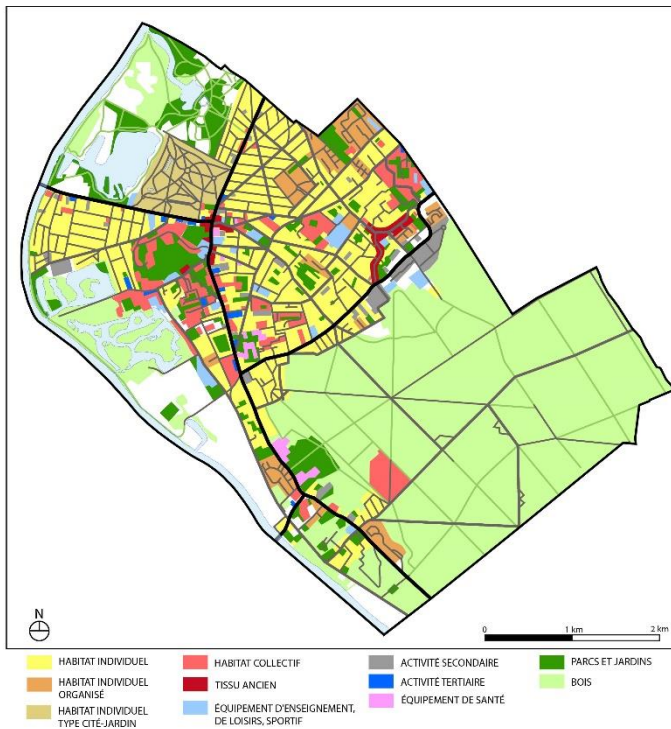 N
0 1 km 2 km
HABITAT INDIVIDUEL
HABITAT INDIVIDUEL
ORGANISÉ
HABITAT INDIVIDUEL
TYPE CITÉ-JARDIN
HABITAT COLLECTIF
TISSU ANCIEN
ÉQUIPEMENT D'ENSEIGNEMENT,
DE LOISIRS, SPORTIF
ACTIVITÉ SECONDAIRE
ACTIVITÉ TERTIAIRE
ÉQUIPEMENT DE SANTÉ
PARCS ET JARDINS
BOIS